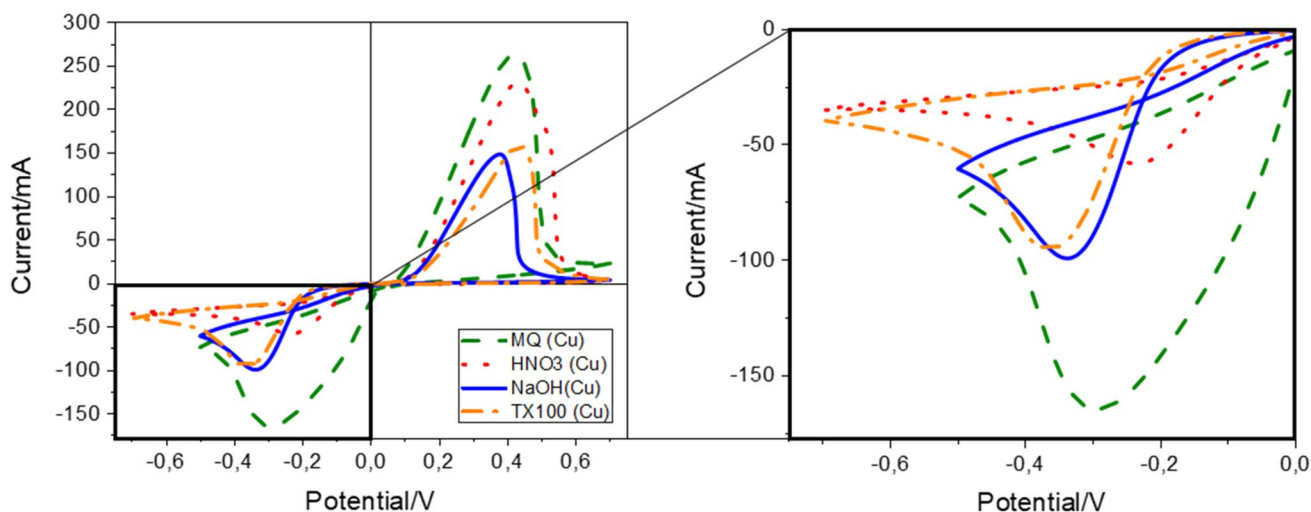 300
250
200
150
100
50
0
-50
-100
-150
Current/mA
-0,6 -0,4 -0,2 0,0 0,2 0,4 0,6
Potential/V
MQ (Cu)
HNO3 (Cu)
NaOH(Cu)
TX100 (Cu)
0
-50
-100
-150
Current/mA
-0,6 -0,4 -0,2 0,0
Potential/V